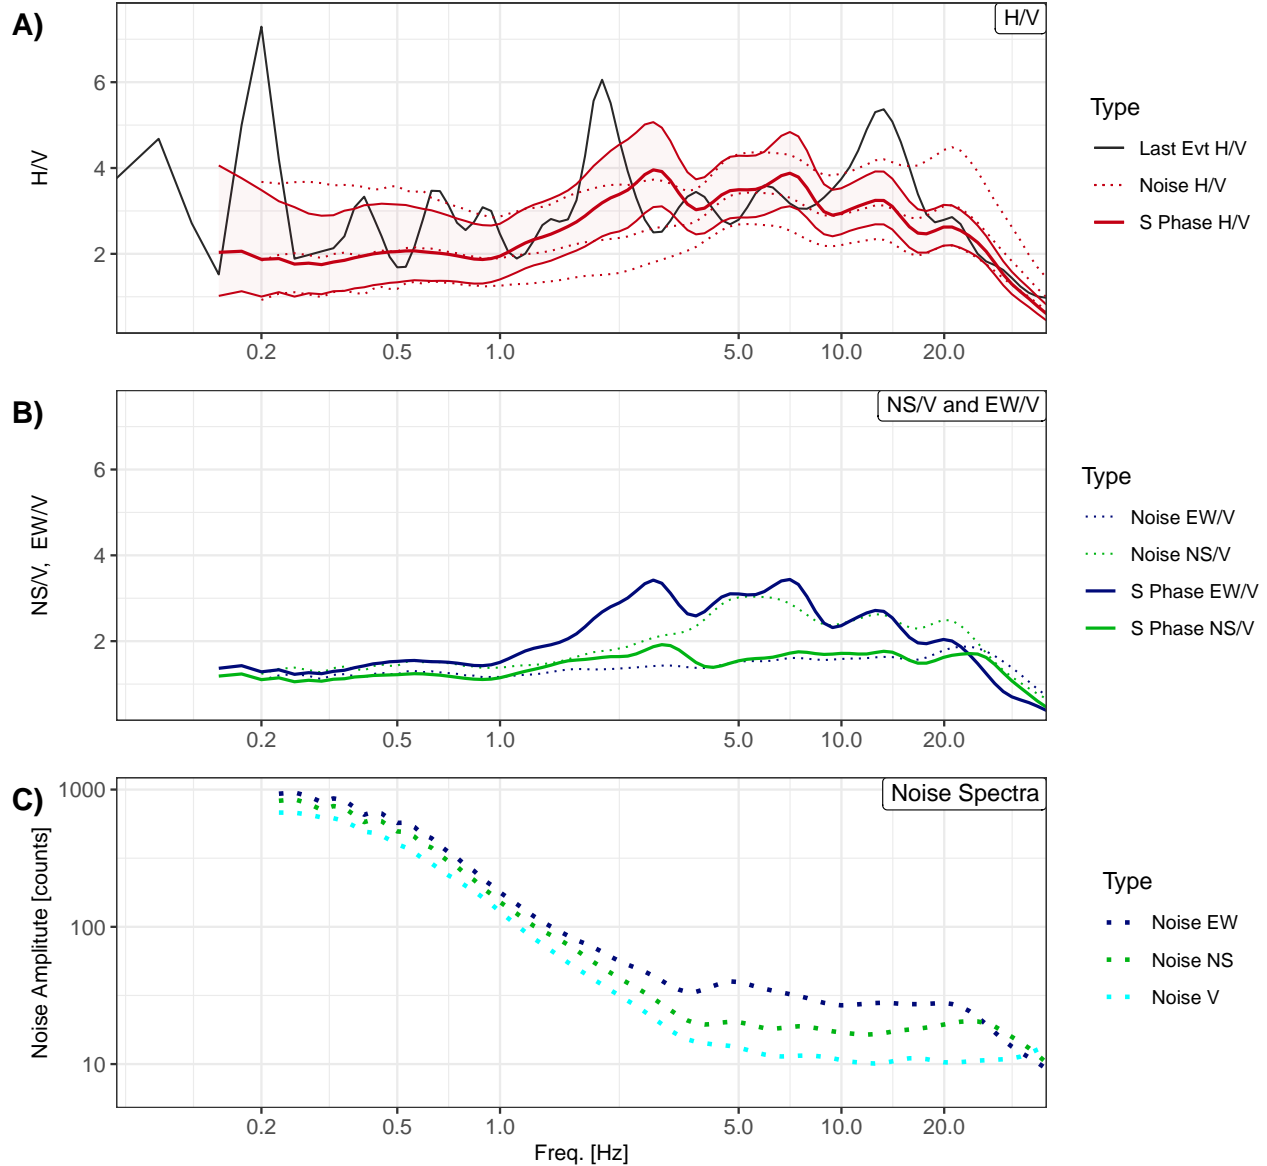 A)
H/V
H/V
6
4
2
0.2 0.5 1.0 5.0 10.0 20.0
Type
Last Evt H/V
Noise H/V
S Phase H/V
B)
NS/V and EW/V
NS/V, EW/V
6
4
2
0.2 0.5 1.0 5.0 10.0 20.0
Type
Noise EW/V
Noise NS/V
S Phase EW/V
S Phase NS/V
C)
Noise Spectra
Noise Amplitude [counts]
1000
100
10
0.2 0.5 1.0 5.0 10.0 20.0
Freq. [Hz]
Type
Noise EW
Noise NS
Noise V